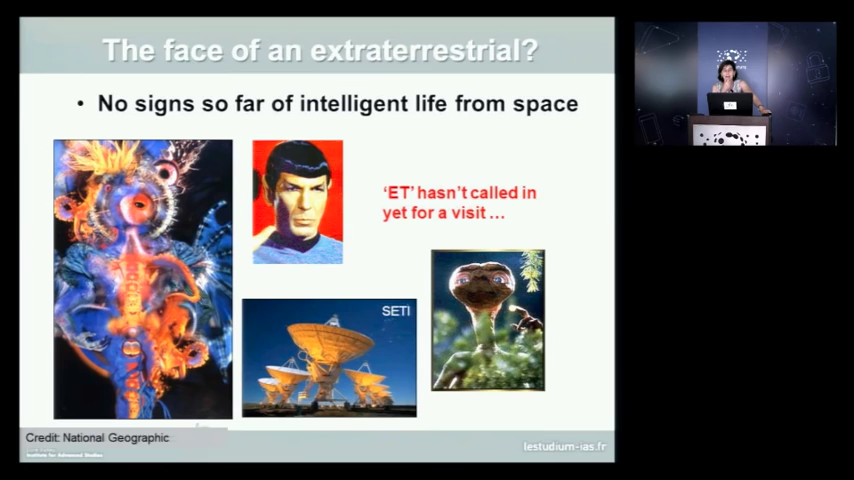 The face of an extraterrestrial?
• No signs so far of intelligent life from space
‘ET’ hasn’t called in
yet for a visit ...
SETI
Credit: National Geographic
Institute for Advanced Studies
lestudium-ias.fr